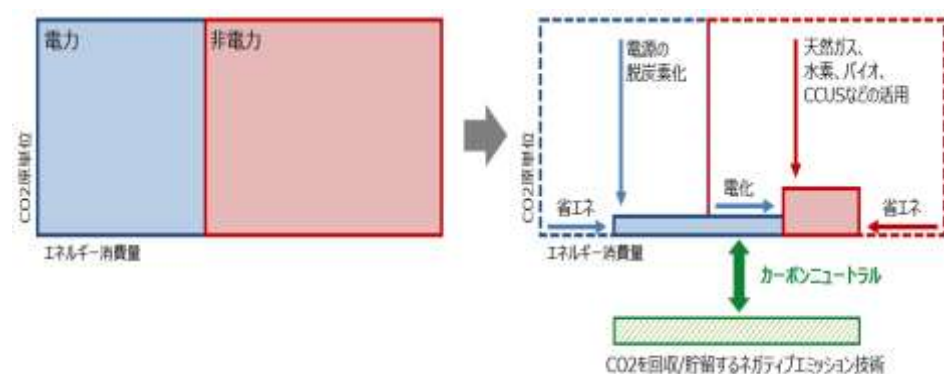 電力
非電力
CO2原単位
エネルギー消費量
電源の
脱炭素化
天然ガス、
水素、バイオ、
CCUSなどの活用
CO2原単位
省エネ
電化
省エネ
エネルギー消費量
カーボンニュートラル
CO2を回収/貯留するネガティブエミッション技術